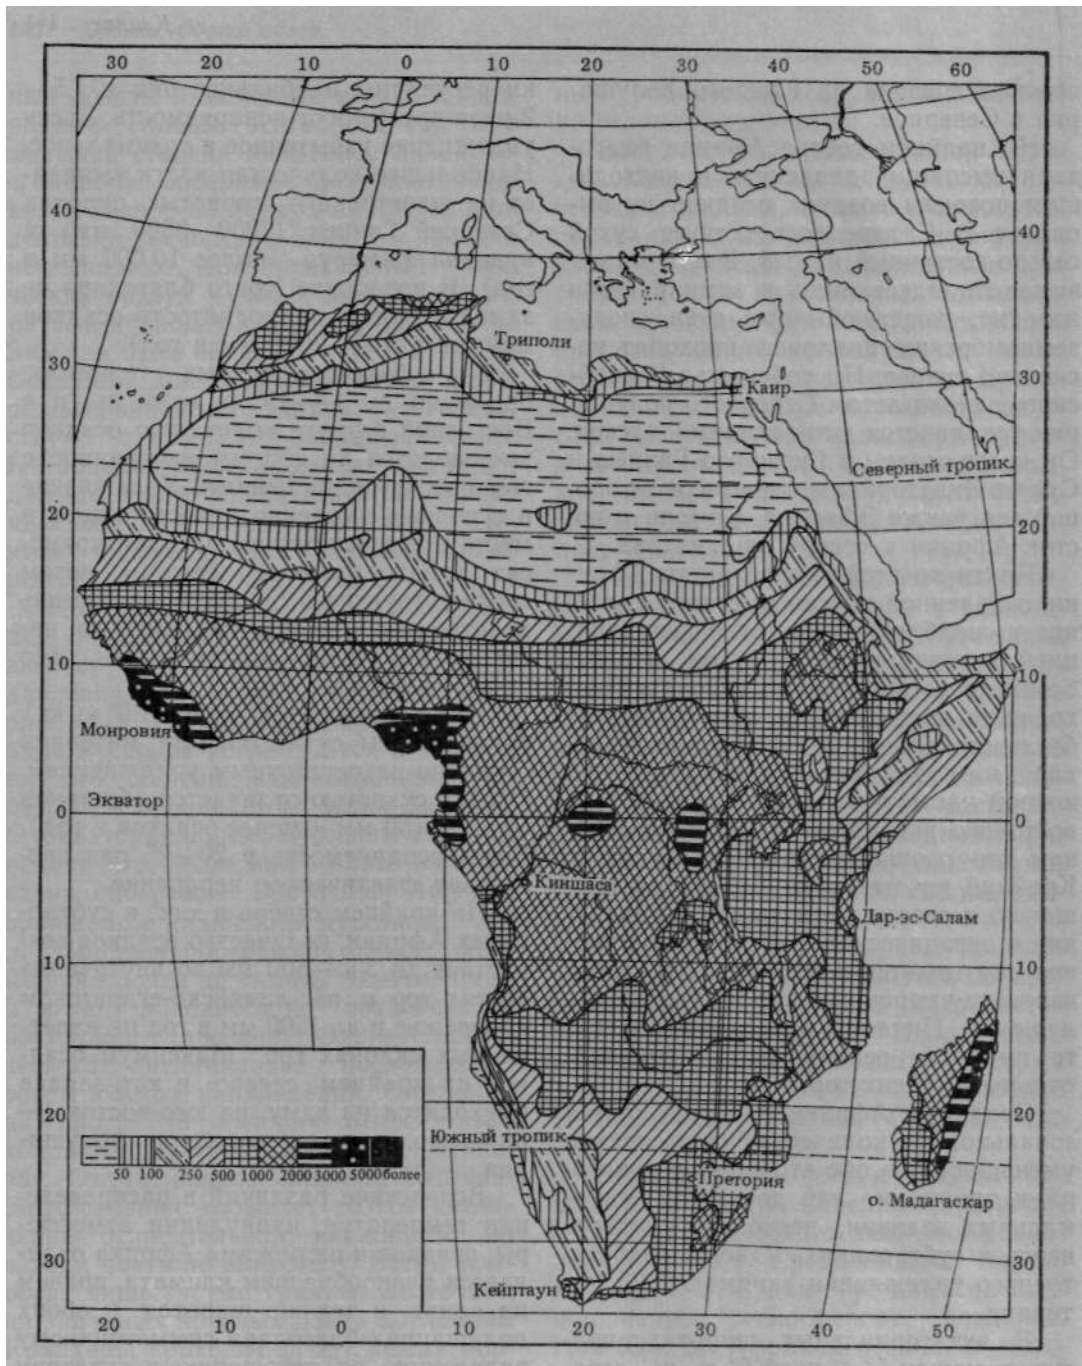 30 20 10 0 10 20 30 40 50 60
40 40
Триполи
30 Каир 30
Северный тропик
20 20
10 10
Монровия
Экватор
0 0
Киншаса
Дар-эс-Салам
10 10
20 20
Южный тропик
50 100 250 500 1000 2000 3000 5000 более
Претория
о. Мадагаскар
30 30
Кейптаун
20 10 0 10 20 30 40 50